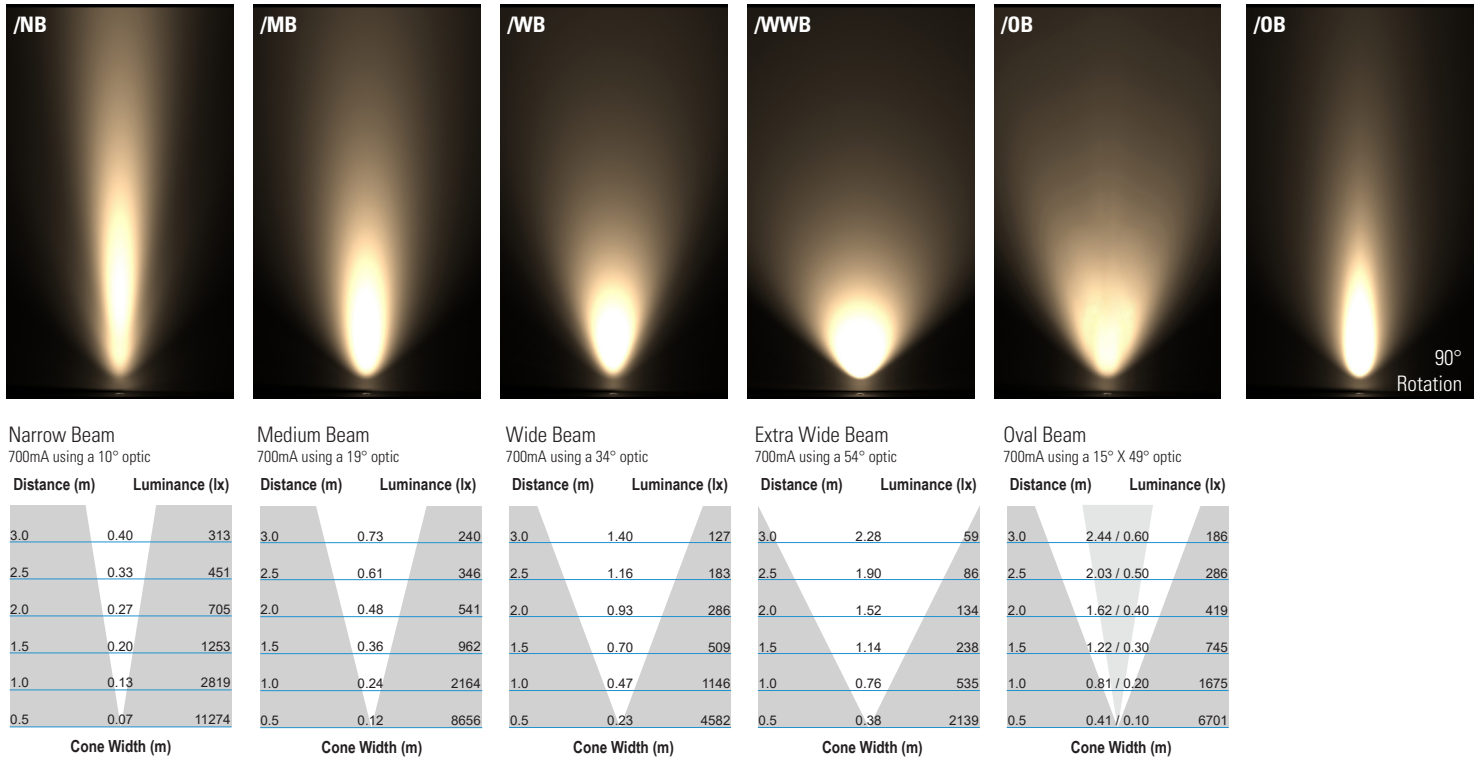 /NB
/MB
/WB
/WWB
/OB
/OB
90°
Rotation
Narrow Beam
700mA using a 10° optic
Distance (m) Luminance (lx)
3.0 0.40 313
2.5 0.33 451
2.0 0.27 705
1.5 0.20 1253
1.0 0.13 2819
0.5 0.07 11274
Cone Width (m)
Medium Beam
700mA using a 19° optic
Distance (m) Luminance (lx)
3.0 0.73 240
2.5 0.61 346
2.0 0.48 541
1.5 0.36 962
1.0 0.24 2164
0.5 0.12 8656
Cone Width (m)
Wide Beam
700mA using a 34° optic
Distance (m) Luminance (lx)
3.0 1.40 127
2.5 1.16 183
2.0 0.93 286
1.5 0.70 509
1.0 0.47 1146
0.5 0.23 4582
Cone Width (m)
Extra Wide Beam
700mA using a 54° optic
Distance (m) Luminance (lx)
3.0 2.28 59
2.5 1.90 86
2.0 1.52 134
1.5 1.14 238
1.0 0.76 535
0.5 0.38 2139
Cone Width (m)
Oval Beam
700mA using a 15° X 49° optic
Distance (m) Luminance (lx)
3.0 2.44 / 0.60 186
2.5 2.03 / 0.50 286
2.0 1.62 / 0.40 419
1.5 1.22 / 0.30 745
1.0 0.81 / 0.20 1675
0.5 0.41 / 0.10 6701
Cone Width (m)